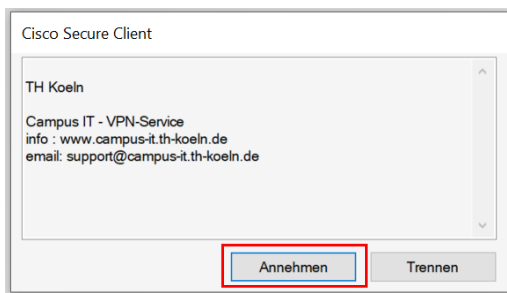 Cisco Secure Client
TH Koeln
Campus IT - VPN-Service
info : www.campus-it.th-koeln.de
email: support@campus-it.th-koeln.de
Annehmen
Trennen